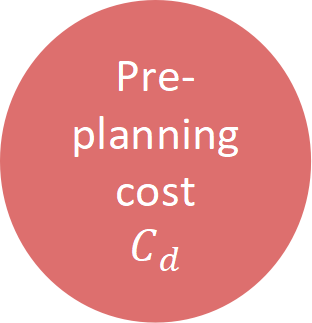 Pre-
planning
cost
C_d